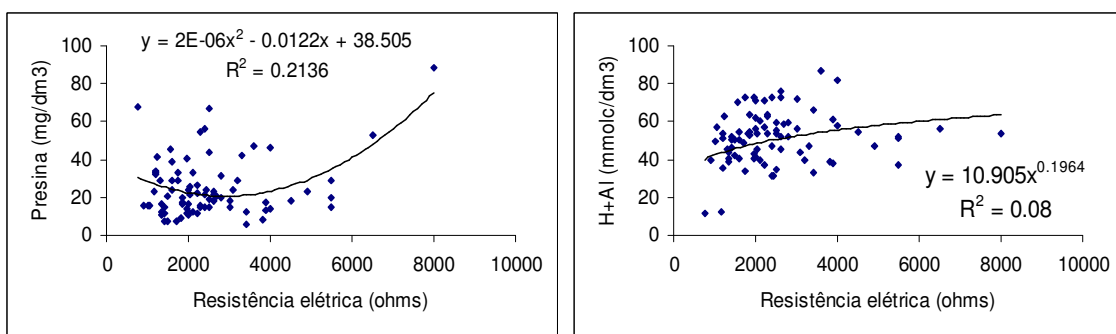 y = 2E-06x² - 0.0122x + 38.505
R² = 0.2136
Presina (mg/dm3)
100
80
60
40
20
0
0 2000 4000 6000 8000 10000
Resistência elétrica (ohms)
H+Al (mmolc/dm3)
100
80
60
40
20
0
y = 10.905x^0.1964
R² = 0.08
0 2000 4000 6000 8000 10000
Resistência elétrica (ohms)